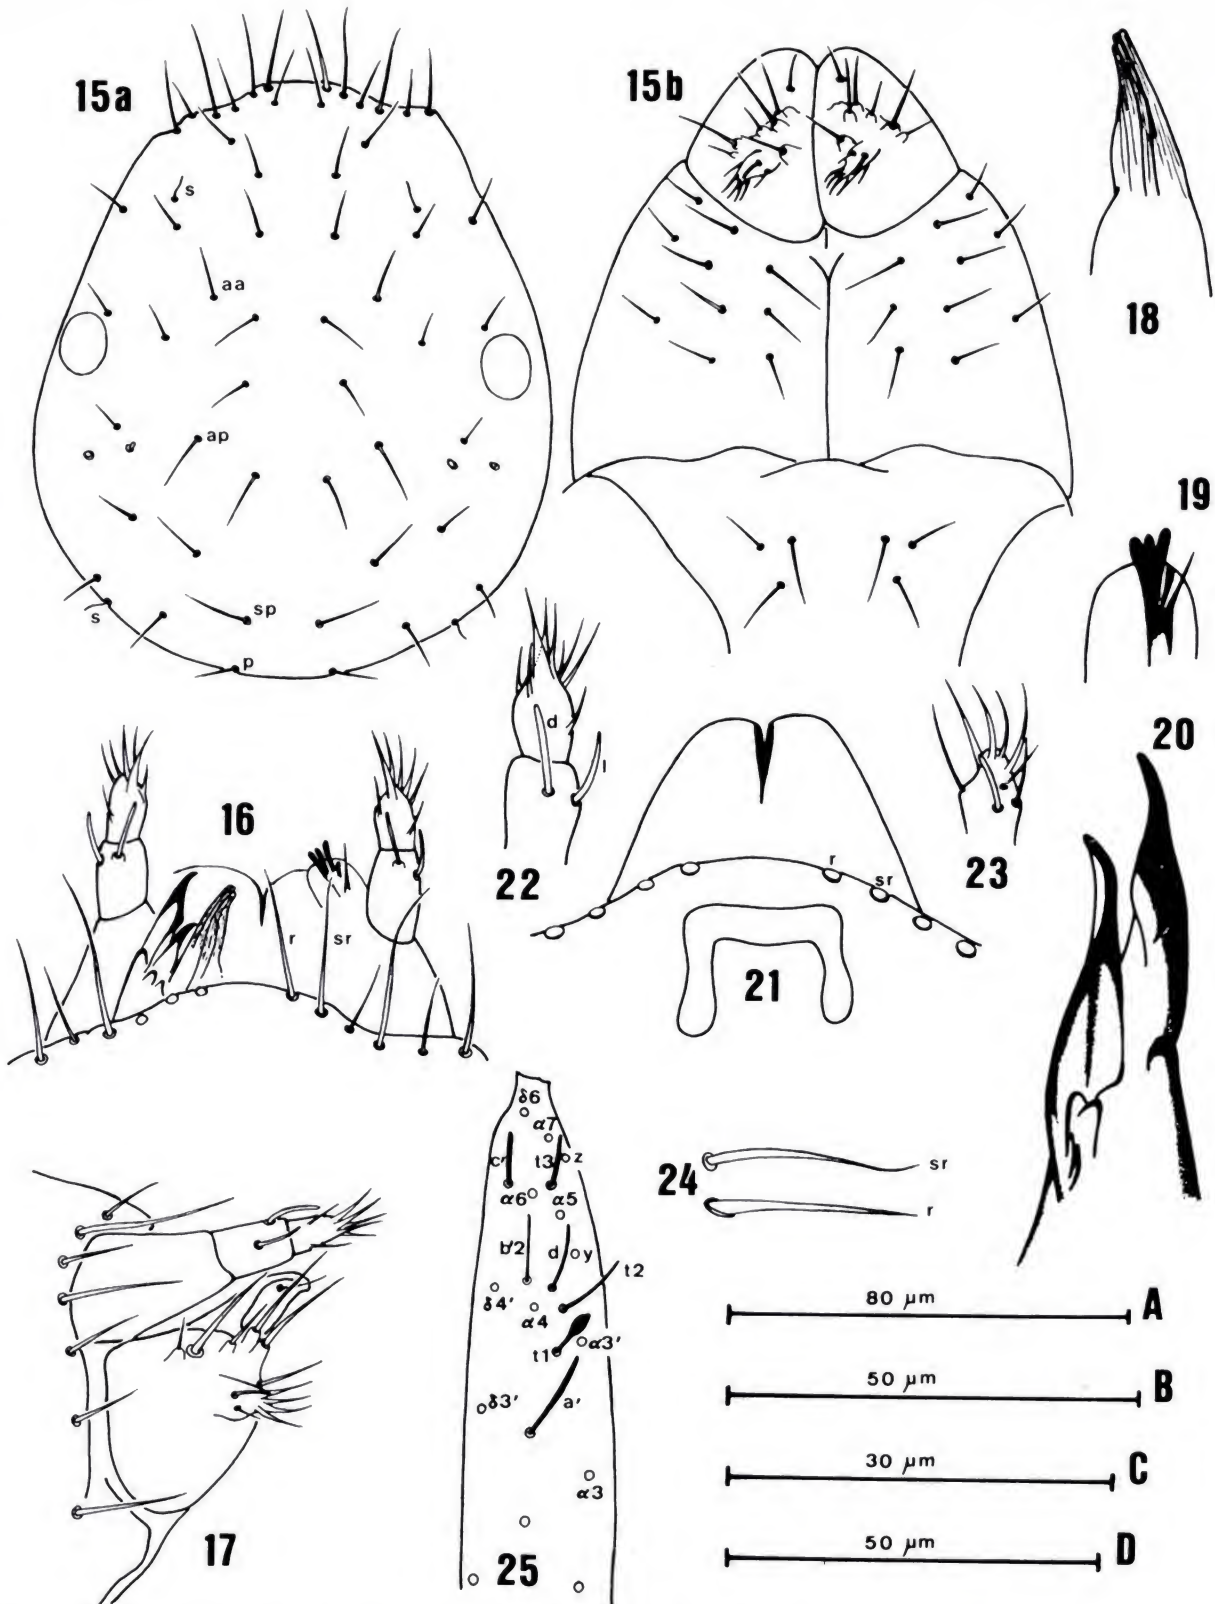 15a
15b
s
aa
18
ap
19
s
sp
p
20
d
l
16
22
r
sr
23
r
sr
21
δ6
α7
c'
t3
z
24
sr
α6
α5
r
b'2
d
y
t2
δ4'
α4
80 µm
A
t1
α3'
50 µm
B
δ3'
a'
30 µm
C
α3
17
25
50 µm
D